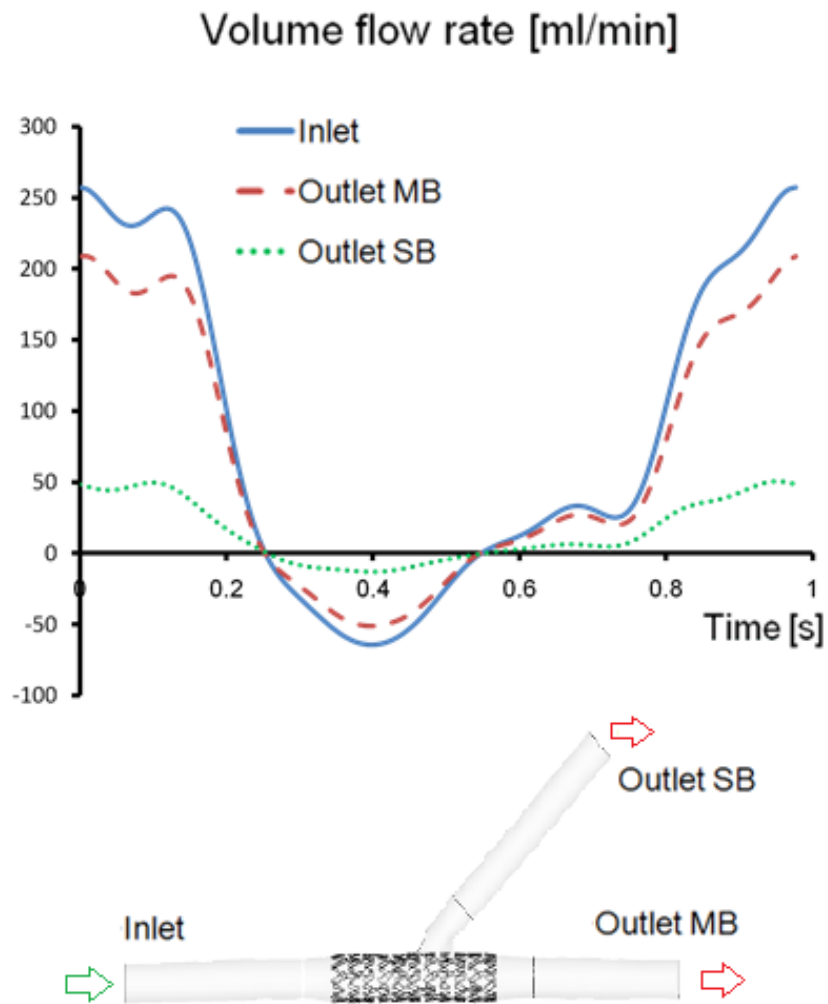 Volume flow rate [ml/min]
300
Inlet
250
Outlet MB
200
Outlet SB
150
100
50
0
0 0.2 0.4 0.6 0.8 1
-50
Time [s]
-100
Outlet SB
Inlet
Outlet MB